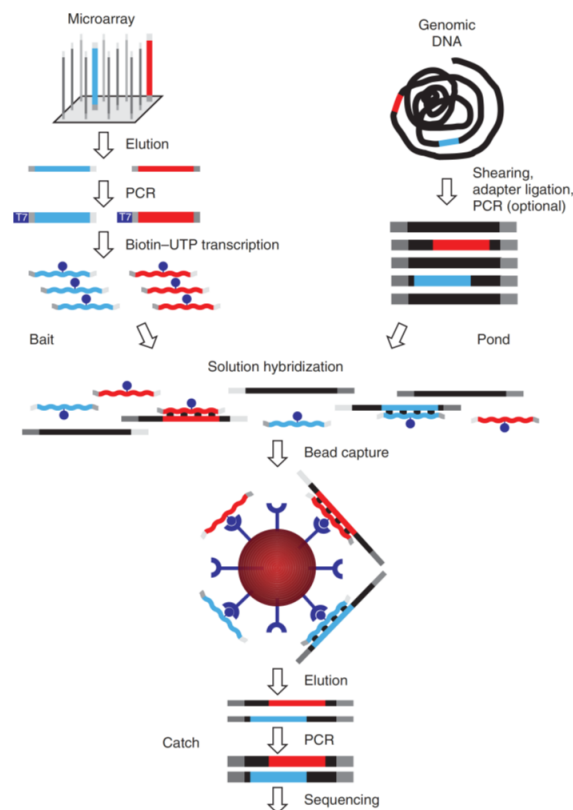 Microarray
Genomic
DNA
Elution
PCR
T7
T7
Biotin–UTP transcription
Shearing,
adapter ligation,
PCR (optional)
Bait
Pond
Solution hybridization
Bead capture
Elution
Catch
PCR
Sequencing